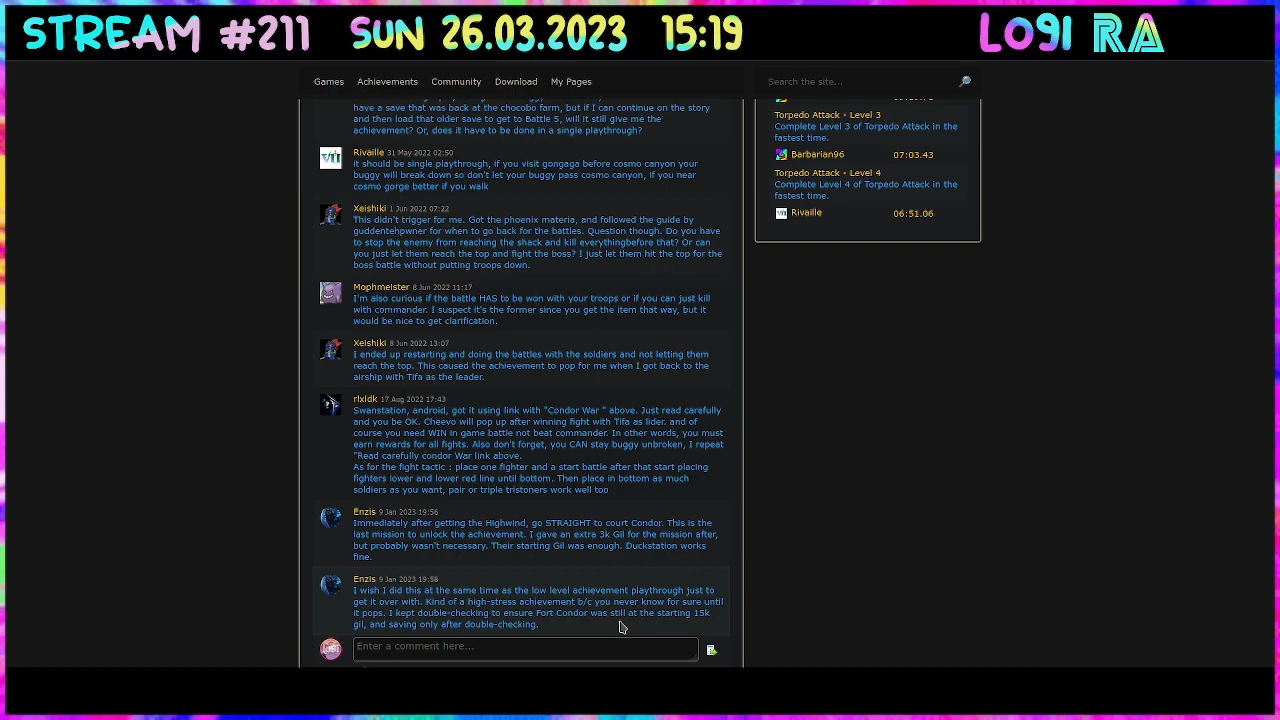 STREAM #211 SUN 26.03.2023 15:19 LO9I RA
Games Achievements Community Download My Pages
Search the site...
have a save that was back at the chocobo farm, but if I can continue on the story
and then load that older save to get to Battle 5, will it still give me the
achievement? Or, does it have to be done in a single playthrough?
Rivaille 31 May 2022 02:50
it should be single playthrough, if you visit gongaga before cosmo canyon your
buggy will break down so don't let your buggy pass cosmo canyon, if you near
cosmo gorge better if you walk
Xeishiki 1 Jun 2022 07:22
This didn't trigger for me. Got the phoenix materia, and followed the guide by
guddentehpwner for when to go back for the battles. Question though. Do you have
to stop the enemy from reaching the shack and kill everythingbefore that? Or can
you just let them reach the top and fight the boss? I just let them hit the top for the
boss battle without putting troops down.
Mophmeister 8 Jun 2022 11:17
I'm also curious if the battle HAS to be won with your troops or if you can just kill
with commander. I suspect it's the former since you get the item that way, but it
would be nice to get clarification.
Xeishiki 8 Jun 2022 13:07
I ended up restarting and doing the battles with the soldiers and not letting them
reach the top. This caused the achievement to pop for me when I got back to the
airship with Tifa as the leader.
rlxldk 17 Aug 2022 17:43
Swanstation, android, got it using link with "Condor War " above. Just read carefully
and you be OK. Cheevo will pop up after winning fight with Tifa as lider. and of
course you need WIN in game battle not beat commander. In other words, you must
earn rewards for all fights. Also don't forget, you CAN stay buggy unbroken, I repeat
"Read carefully condor War link above.
As for the fight tactic : place one fighter and a start battle after that start placing
fighters lower and lower red line until bottom. Then place in bottom as much
soldiers as you want, pair or triple tristoners work well too
Enzis 9 Jan 2023 19:56
Immediately after getting the Highwind, go STRAIGHT to court Condor. This is the
last mission to unlock the achievement. I gave an extra 3k Gil for the mission after,
but probably wasn't necessary. Their starting Gil was enough. Duckstation works
fine.
Enzis 9 Jan 2023 19:58
I wish I did this at the same time as the low level achievement playthrough just to
get it over with. Kind of a high-stress achievement b/c you never know for sure until
it pops. I kept double-checking to ensure Fort Condor was still at the starting 15k
gil, and saving only after double-checking.
Enter a comment here...
Torpedo Attack • Level 3
Complete Level 3 of Torpedo Attack in the
fastest time.
Barbarian96 07:03.43
Torpedo Attack • Level 4
Complete Level 4 of Torpedo Attack in the
fastest time.
Rivaille 06:51.06